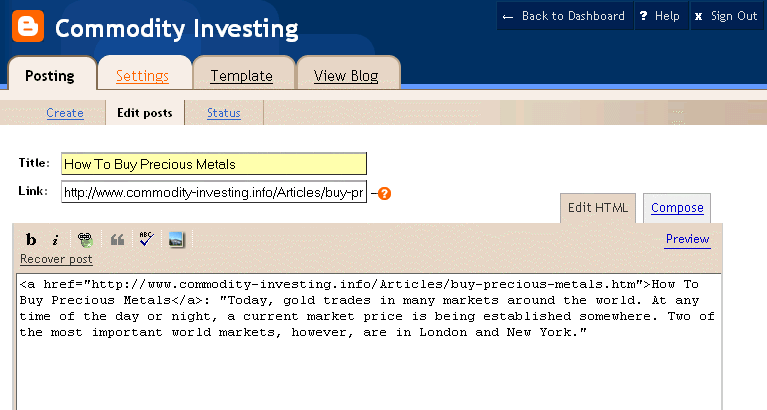 Commodity Investing
← Back to Dashboard ? Help x Sign Out
Posting Settings Template View Blog
Create Edit posts Status
Title: How To Buy Precious Metals
Link: http://www.commodity-investing.info/Articles/buy-pr – ?
Edit HTML Compose
b i ABC Preview
Recover post
<a href="http://www.commodity-investing.info/Articles/buy-precious-metals.htm">How To
Buy Precious Metals</a>: "Today, gold trades in many markets around the world. At any
time of the day or night, a current market price is being established somewhere. Two of
the most important world markets, however, are in London and New York."